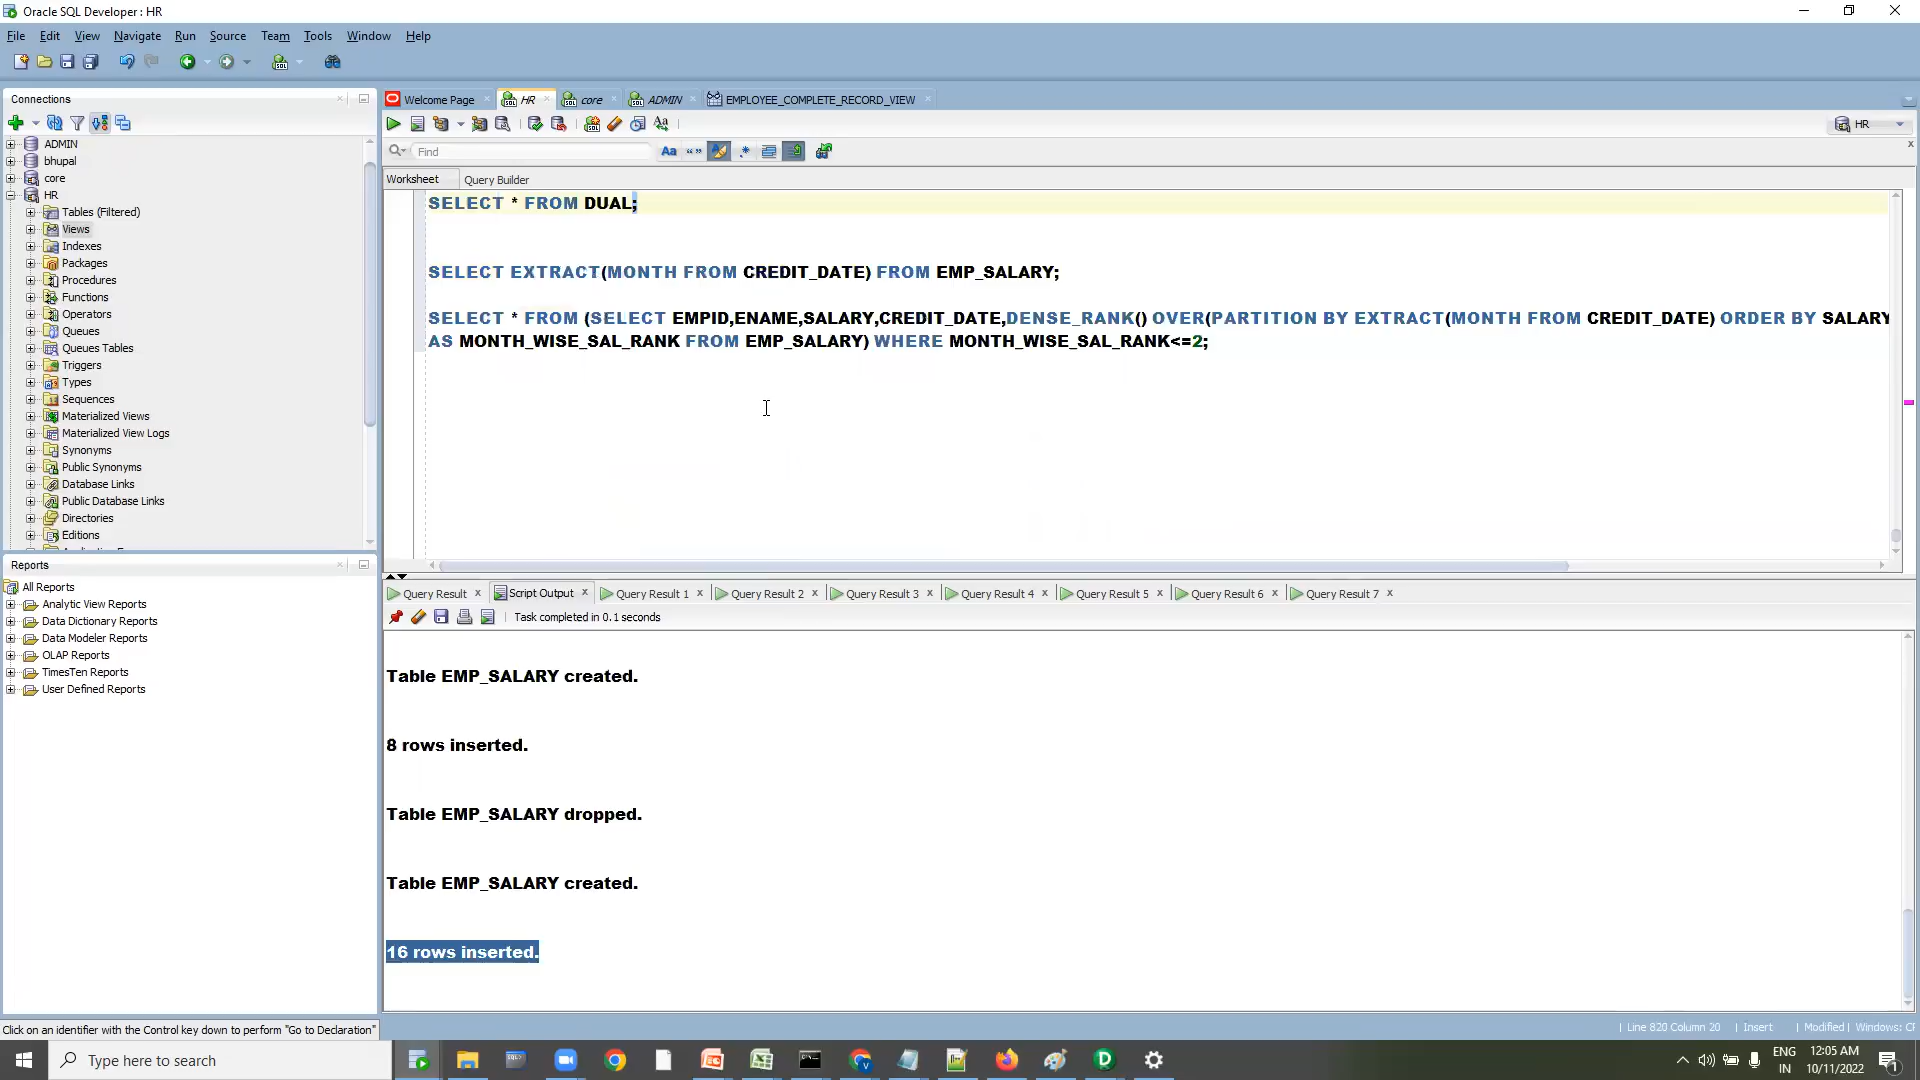 Oracle SQL Developer : HR
File Edit View Navigate Run Source Team Tools Window Help
Connections
ADMIN
bhupal
core
HR
Tables (Filtered)
Views
Indexes
Packages
Procedures
Functions
Operators
Queues
Queues Tables
Triggers
Types
Sequences
Materialized Views
Materialized View Logs
Synonyms
Public Synonyms
Database Links
Public Database Links
Directories
Editions
Reports
All Reports
Analytic View Reports
Data Dictionary Reports
Data Modeler Reports
OLAP Reports
TimesTen Reports
User Defined Reports
Welcome Page HR core ADMIN EMPLOYEE_COMPLETE_RECORD_VIEW
HR
Find
Worksheet Query Builder
SELECT * FROM DUAL;
SELECT EXTRACT(MONTH FROM CREDIT_DATE) FROM EMP_SALARY;
SELECT * FROM (SELECT EMPID,ENAME,SALARY,CREDIT_DATE,DENSE_RANK() OVER(PARTITION BY EXTRACT(MONTH FROM CREDIT_DATE) ORDER BY SALARY
AS MONTH_WISE_SAL_RANK FROM EMP_SALARY) WHERE MONTH_WISE_SAL_RANK<=2;
Query Result Script Output Query Result 1 Query Result 2 Query Result 3 Query Result 4 Query Result 5 Query Result 6 Query Result 7
Task completed in 0.1 seconds
Table EMP_SALARY created.
8 rows inserted.
Table EMP_SALARY dropped.
Table EMP_SALARY created.
16 rows inserted.
Click on an identifier with the Control key down to perform "Go to Declaration"
Line 820 Column 20 Insert Modified Windows: CF
Type here to search
ENG
IN
12:05 AM
10/11/2022